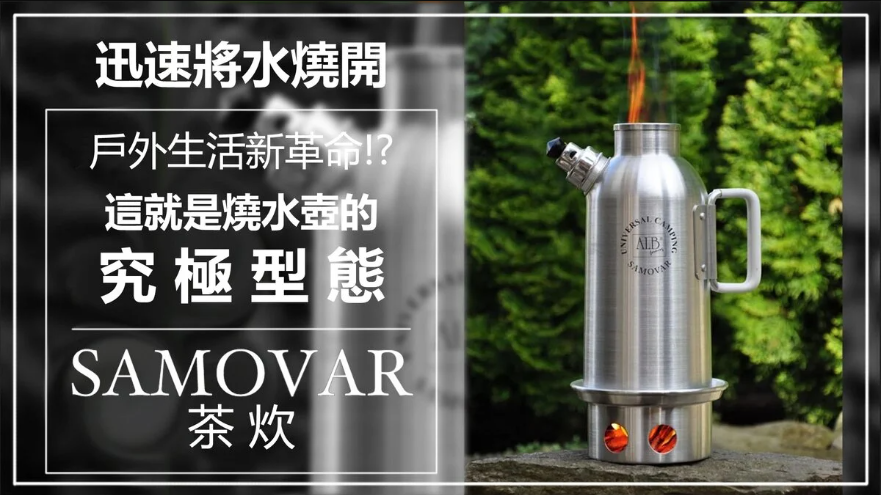 迅速將水燒開
戶外生活新革命!?
這就是燒水壺的
究極型態
SAMOVAR
茶炊
UNIVERSAL CAMPING
ALB
SAMOVAR